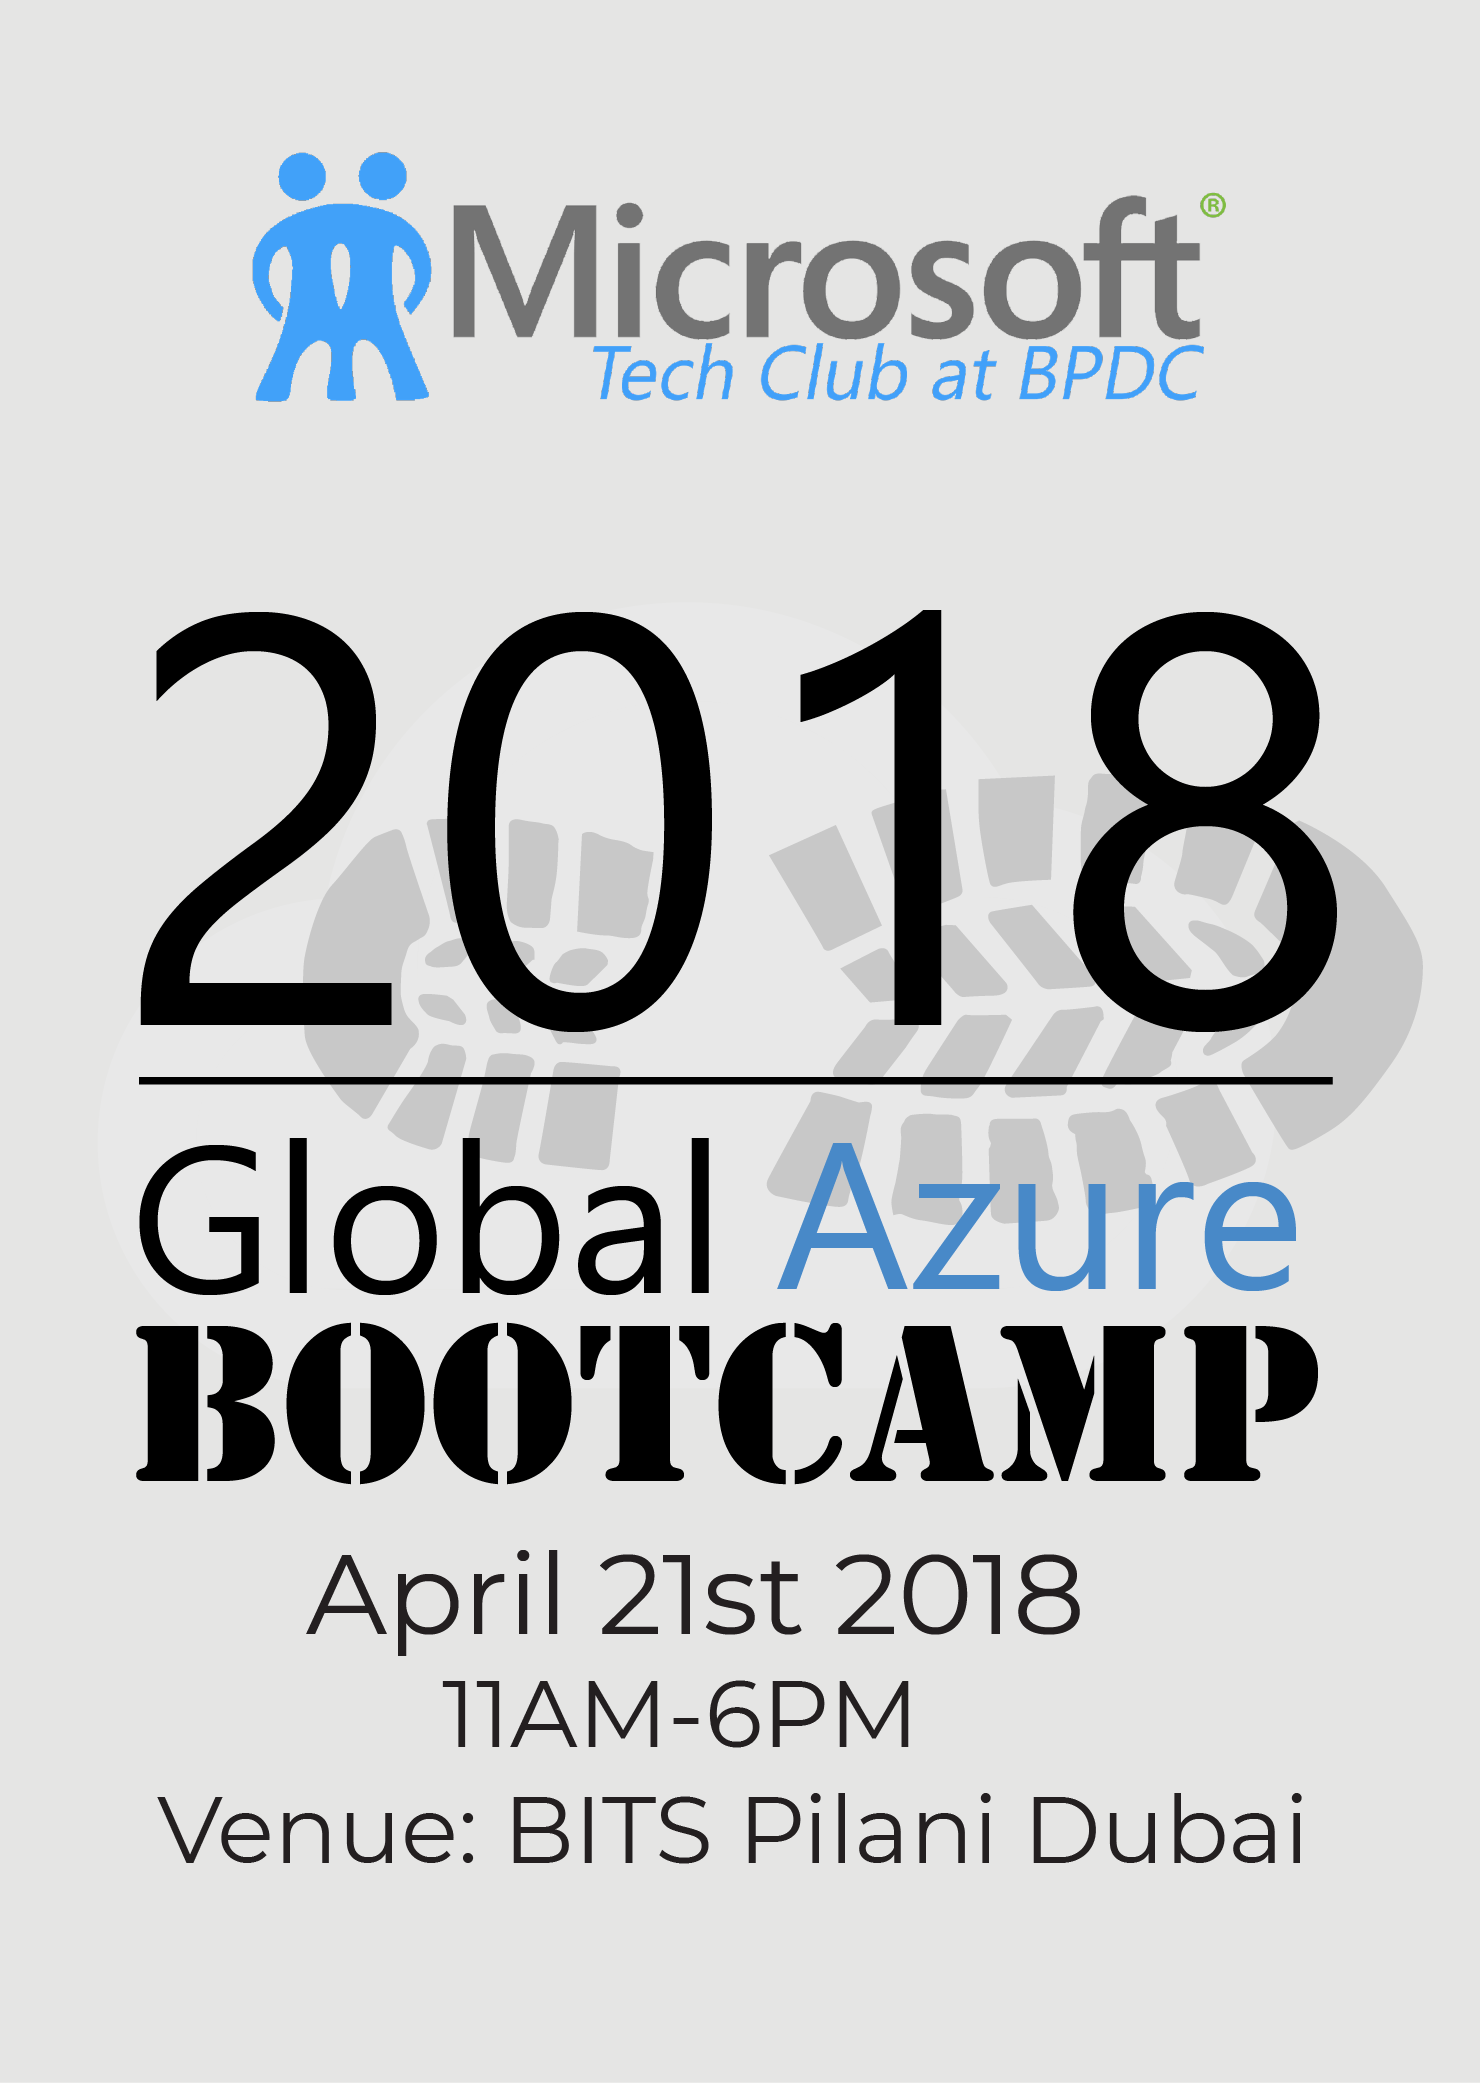 Microsoft®
Tech Club at BPDC
2018
Global Azure
BOOTCAMP
April 21st 2018
11AM-6PM
Venue: BITS Pilani Dubai